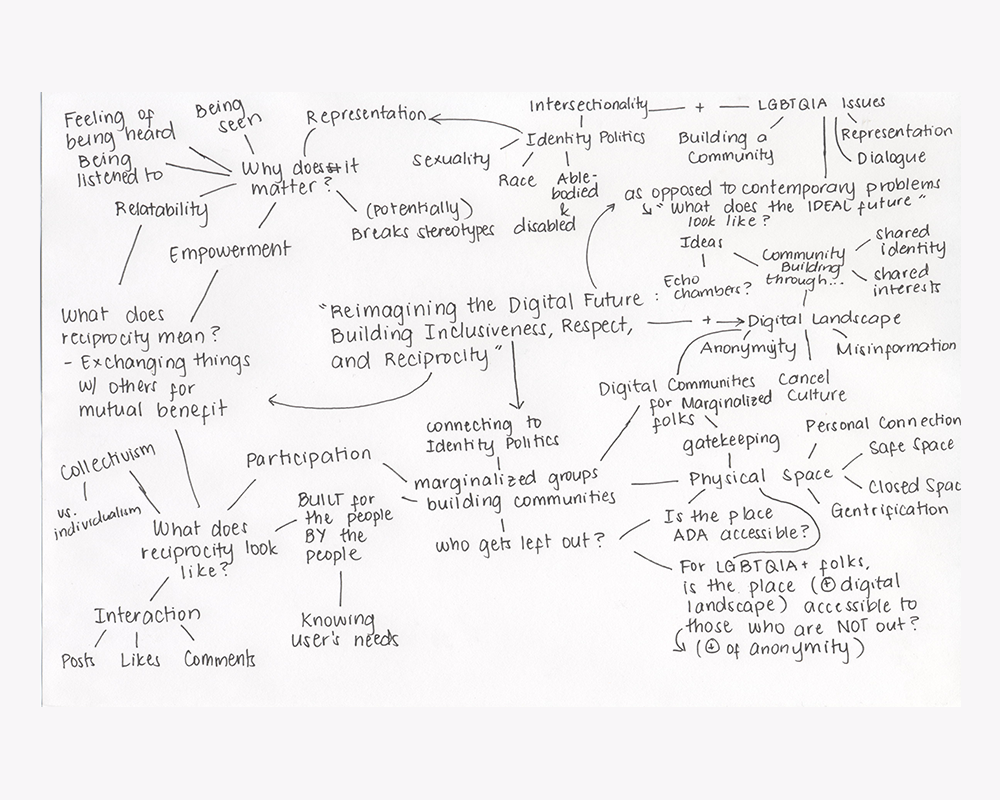 Feeling of
being heard
Being
seen
Being
listened to
Representation
Why does it
matter?
Relatability
Empowerment
(potentially)
Breaks stereotypes
Intersectionality + LGBTQIA Issues
Identity Politics
Sexuality
Race
Able-
bodied
&
disabled
Building a
Community
Representation
Dialogue
as opposed to contemporary problems
"What does the IDEAL future"
look like?
Ideas
Echo
chambers?
Community
Building
through...
shared
identity
shared
interests
"Reimagining the Digital Future :
Building Inclusiveness, Respect,
and Reciprocity"
+ Digital Landscape
Anonymity
Misinformation
Cancel
Culture
Digital Communities
for Marginalized
folks
gatekeeping
What does
reciprocity mean?
- Exchanging things
w/ others for
mutual benefit
connecting to
Identity Politics
marginalized groups
building communities
who gets left out?
Physical Space
Personal Connection
Safe Space
Closed Spac
Gentrification
Is the place
ADA accessible?
For LGBTQIA+ folks,
is the place (+ digital
landscape) accessible to
those who are NOT out?
(+ of anonymity)
Collectivism
vs.
individualism
Participation
What does
reciprocity look
like?
BUILT for
the people
BY the
people
Knowing
user's needs
Interaction
Posts
Likes
Comments